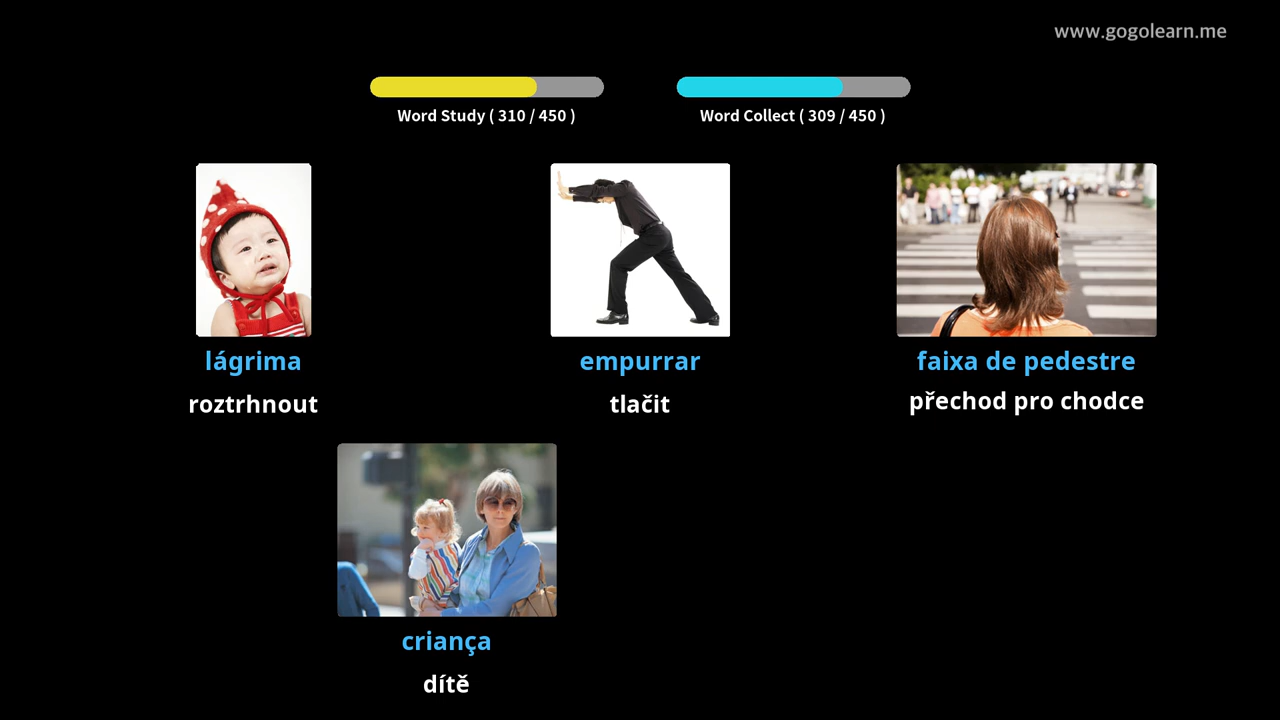 www.gogolearn.me
Word Study ( 310 / 450 )
Word Collect ( 309 / 450 )
lágrima
empurrar
faixa de pedestre
roztrhnout
tlačit
přechod pro chodce
criança
dítě